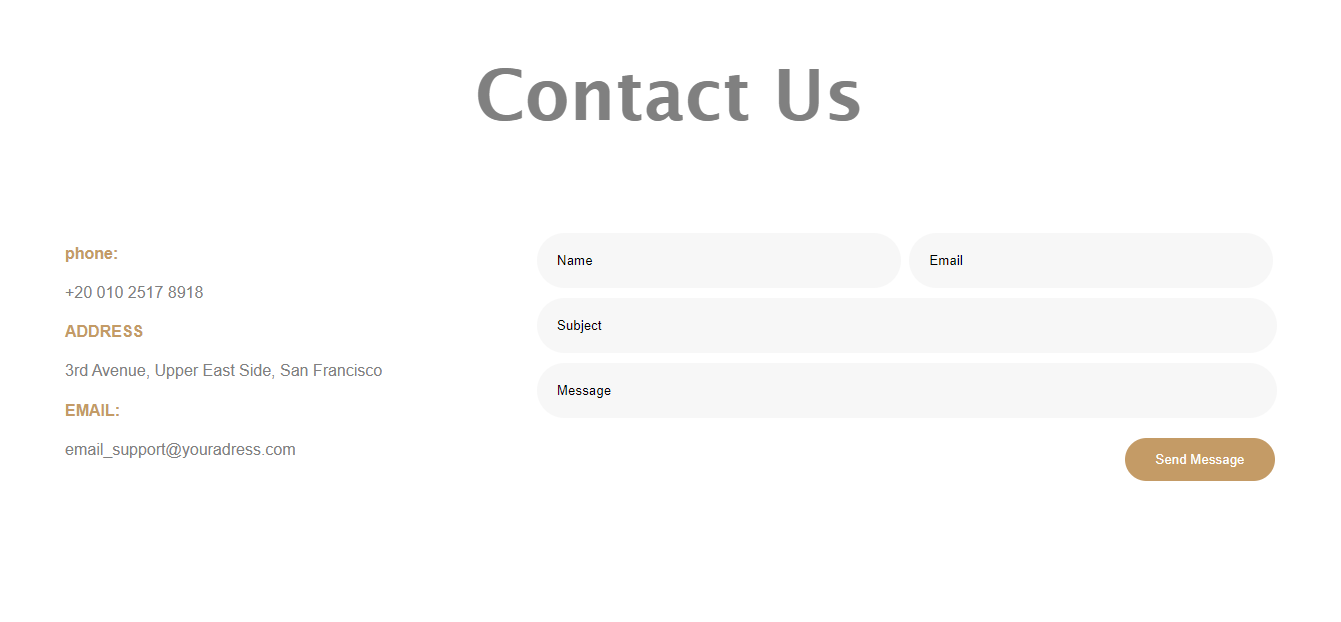 Contact Us
phone:
+20 010 2517 8918
ADDRESS
3rd Avenue, Upper East Side, San Francisco
EMAIL:
email_support@youradress.com
Name
Email
Subject
Message
Send Message